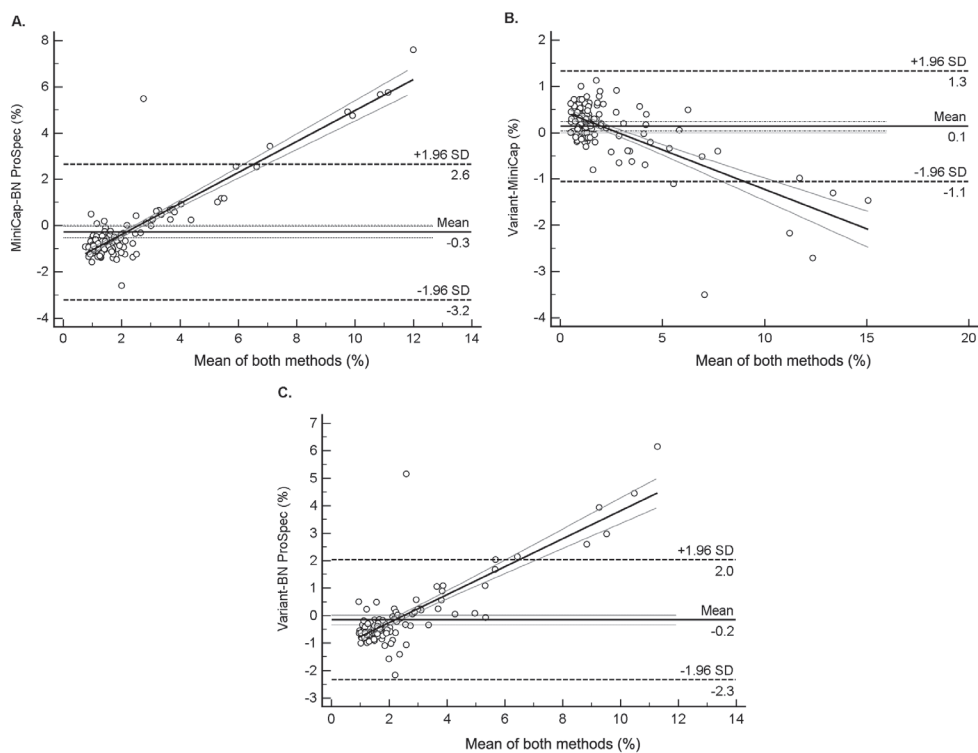 A.
MiniCap-BN ProSpec (%)
8
6
4
2
0
-2
-4
+1.96 SD
2.6
Mean
-0.3
-1.96 SD
-3.2
0 2 4 6 8 10 12 14
Mean of both methods (%)
B.
Variant-MiniCap (%)
2
1
0
-1
-2
-3
-4
+1.96 SD
1.3
Mean
0.1
-1.96 SD
-1.1
0 5 10 15 20
Mean of both methods (%)
C.
Variant-BN ProSpec (%)
7
6
5
4
3
2
1
0
-1
-2
-3
+1.96 SD
2.0
Mean
-0.2
-1.96 SD
-2.3
0 2 4 6 8 10 12 14
Mean of both methods (%)